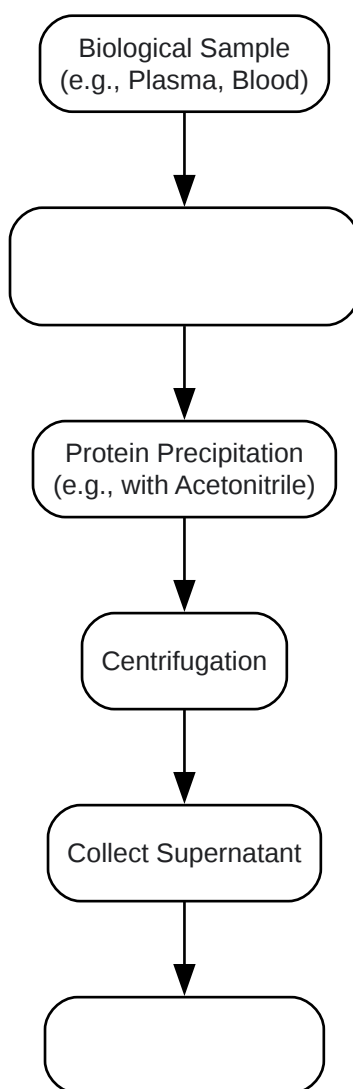 Biological Sample
(e.g., Plasma, Blood)
Protein Precipitation
(e.g., with Acetonitrile)
Centrifugation
Collect Supernatant